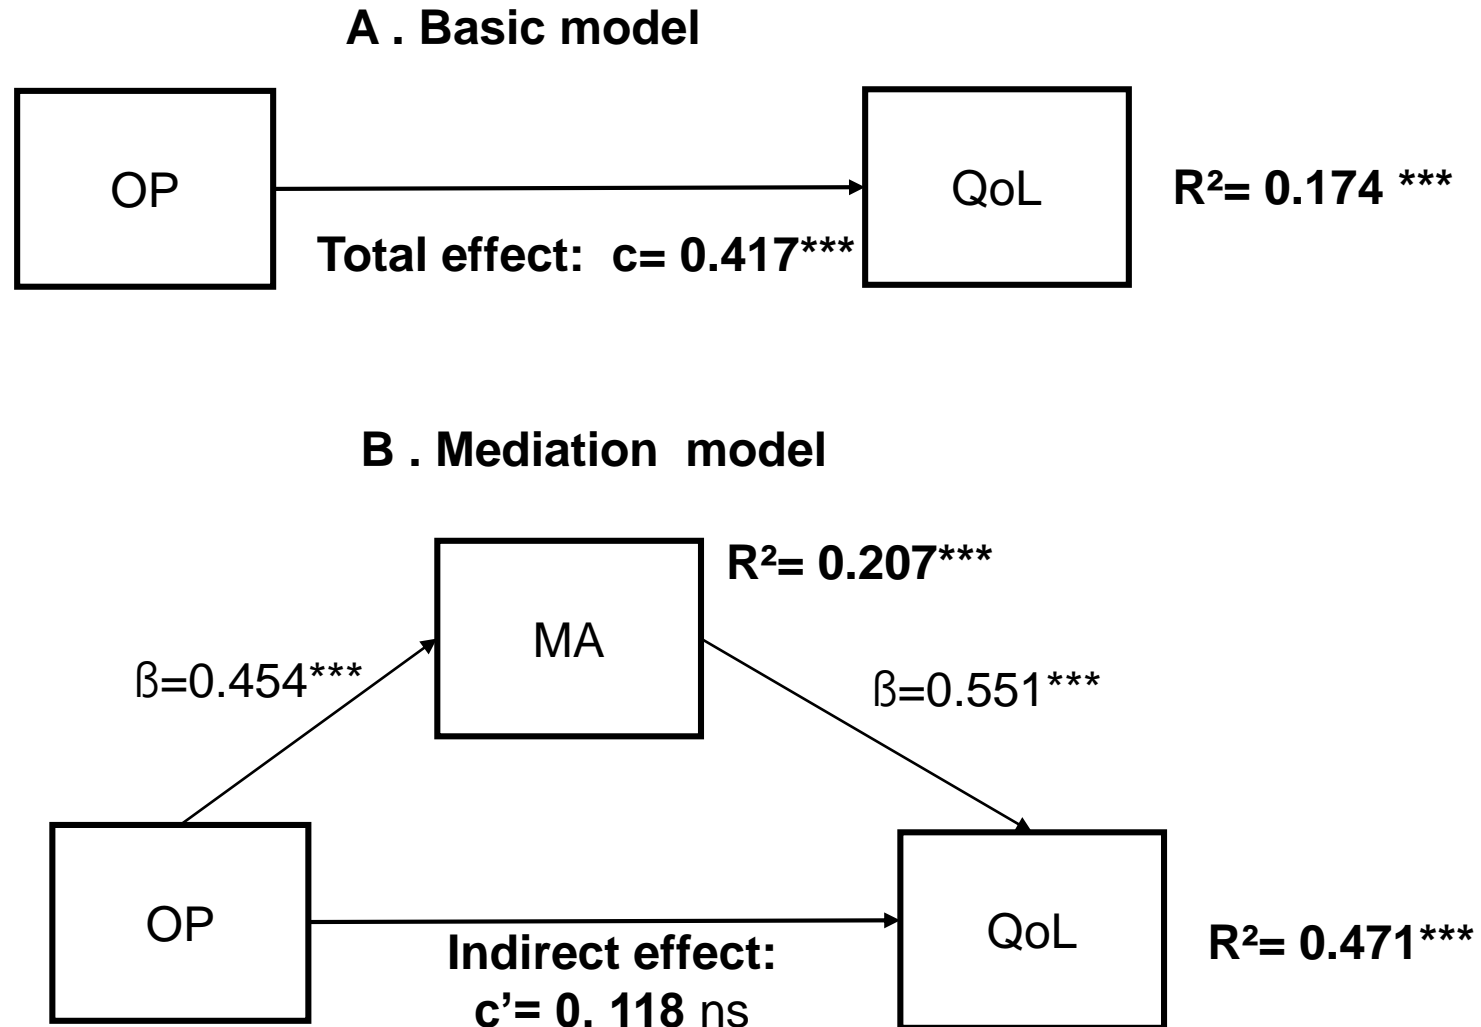 A . Basic model
OP
QoL
R²= 0.174 ***
Total effect:  c= 0.417***
B . Mediation  model
MA
R²= 0.207***
ß=0.454***
ß=0.551***
OP
QoL
R²= 0.471***
Indirect effect:
c’= 0. 118 ns